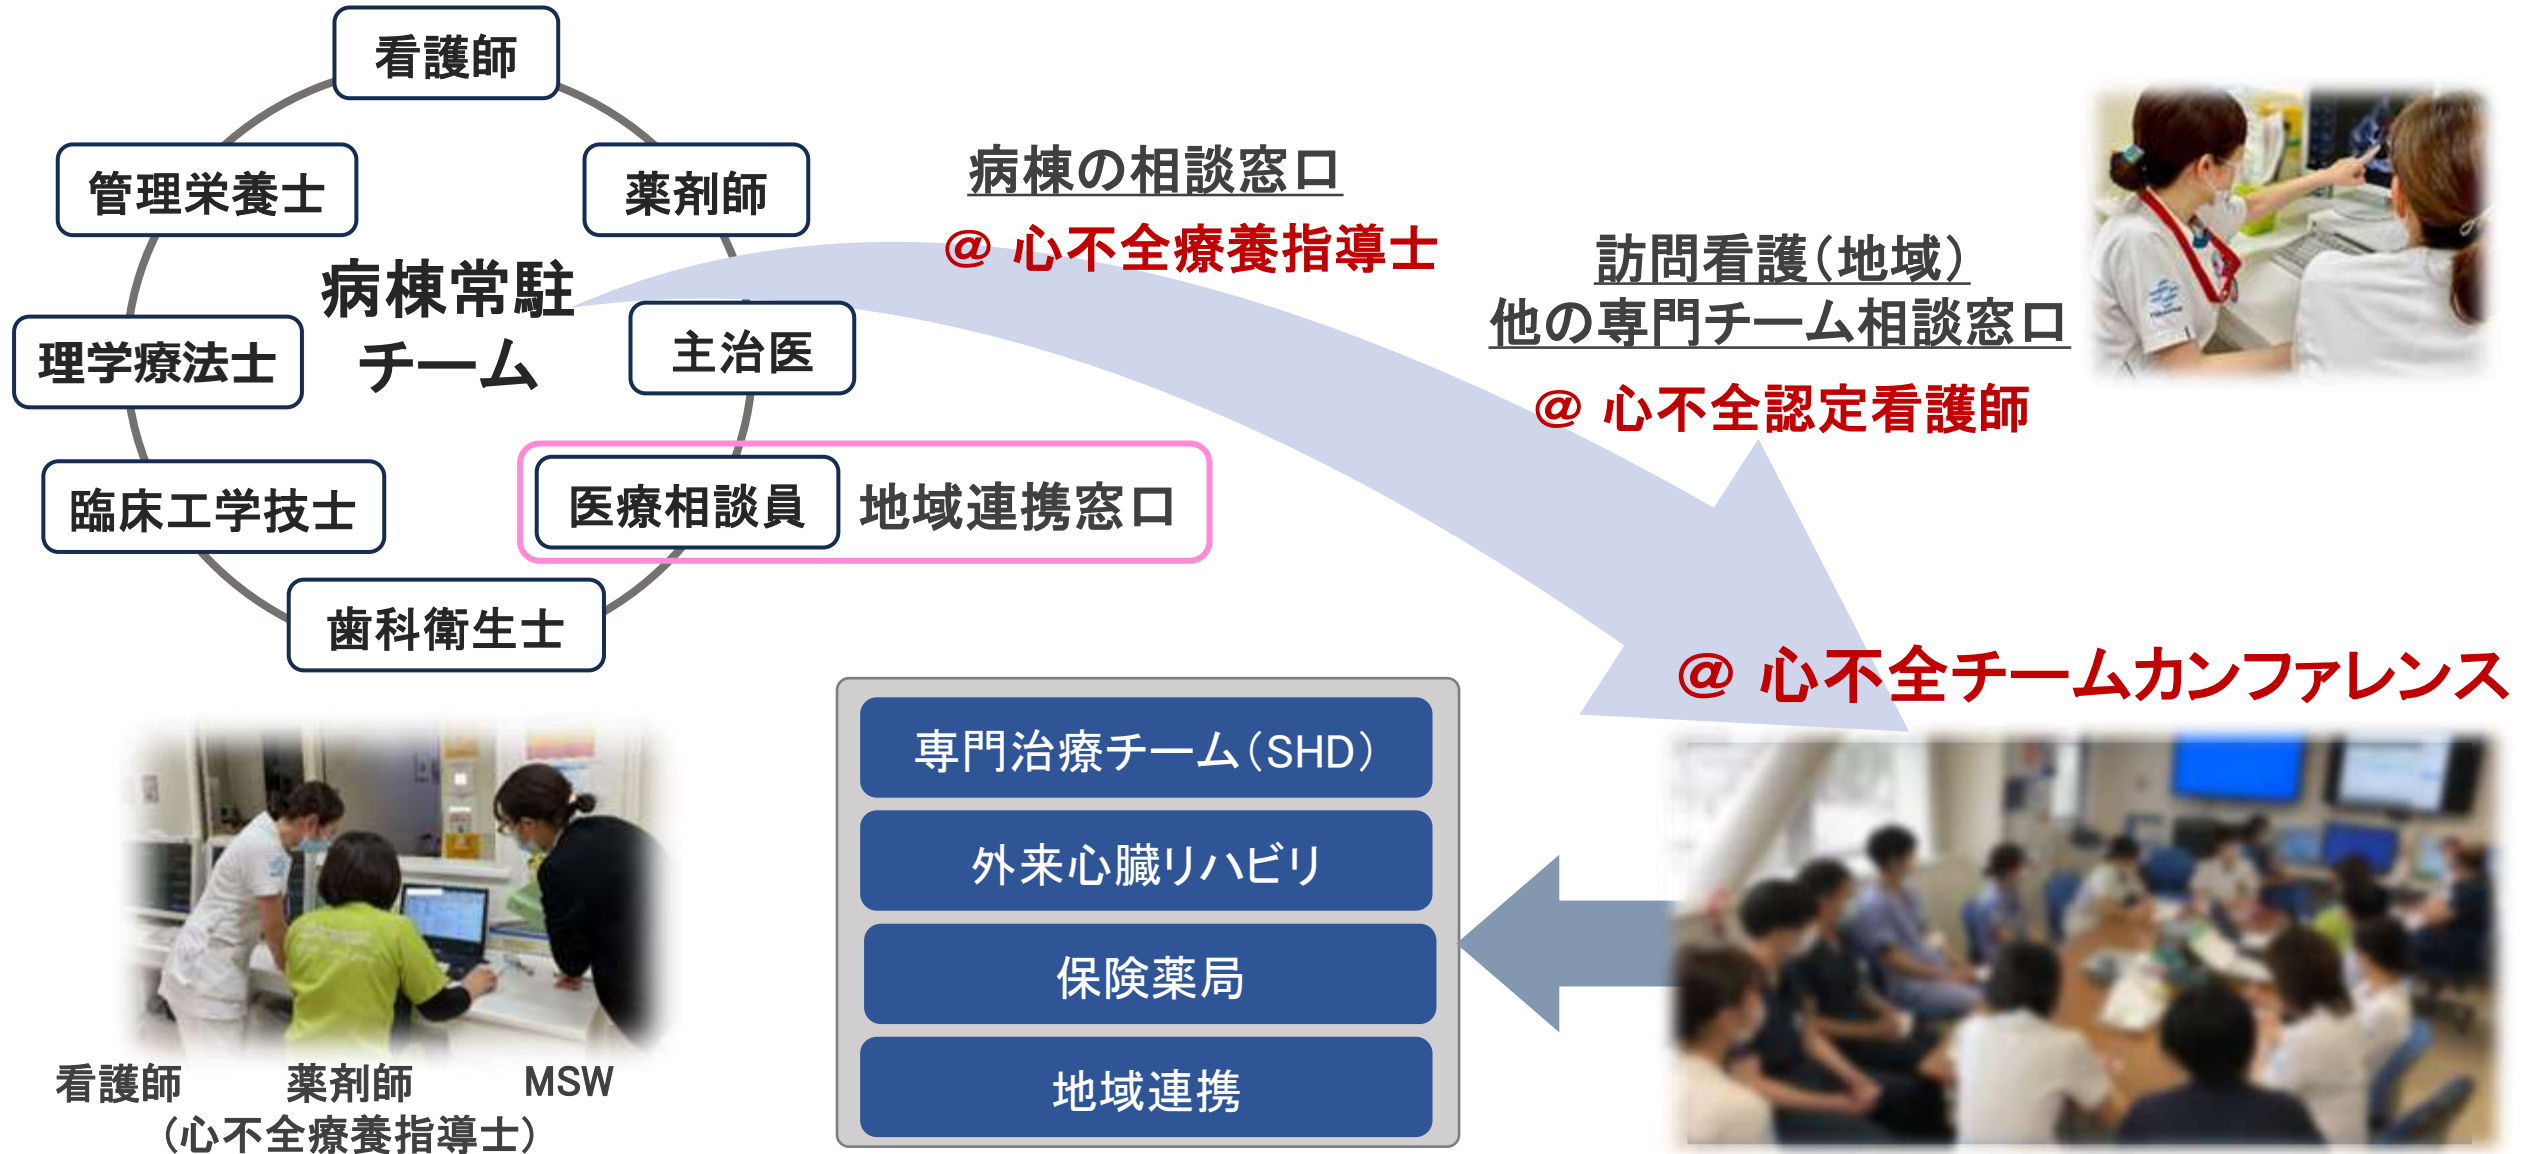 看護師
管理栄養士
薬剤師
病棟常駐
チーム
理学療法士
主治医
臨床工学技士
医療相談員
地域連携窓口
歯科衛生士
病棟の相談窓口
@ 心不全療養指導士
訪問看護(地域)
他の専門チーム相談窓口
@ 心不全認定看護師
@ 心不全チームカンファレンス
専門治療チーム(SHD)
外来心臓リハビリ
保険薬局
地域連携
看護師 薬剤師 MSW
(心不全療養指導士)